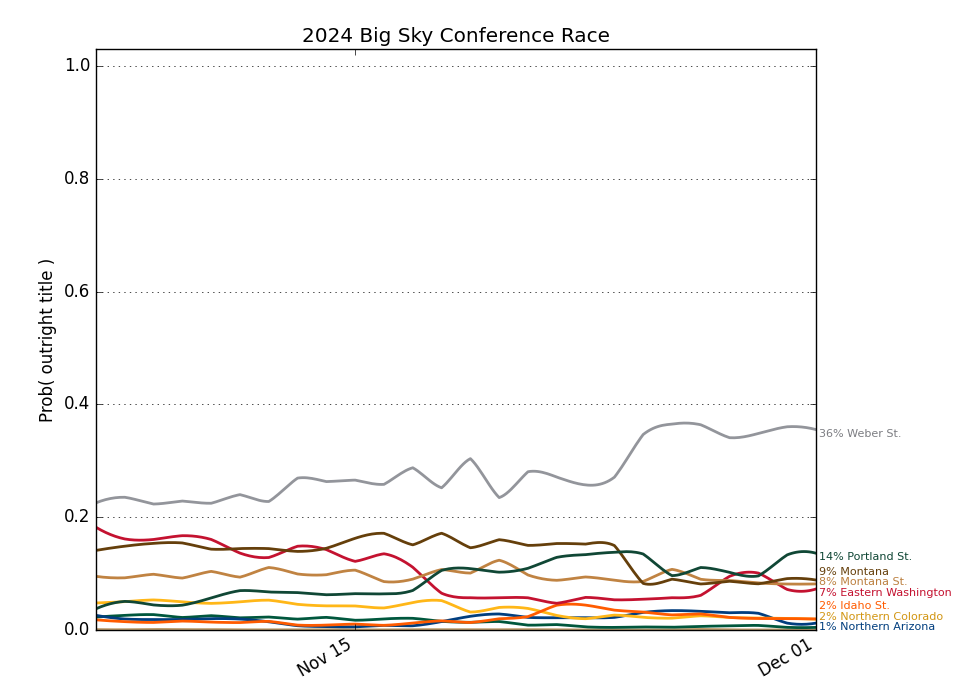 2024 Big Sky Conference Race
Prob( outright title )
1.0
0.8
0.6
0.4
0.2
0.0
Nov 15
Dec 01
36% Weber St.
14% Portland St.
9% Montana
8% Montana St.
7% Eastern Washington
2% Idaho St.
2% Northern Colorado
1% Northern Arizona